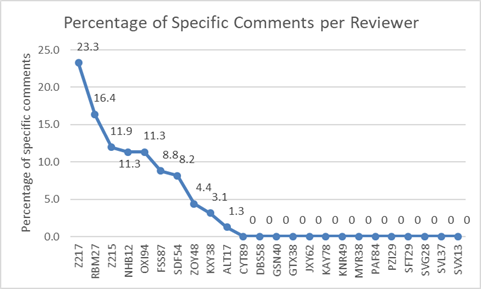 Percentage of Specific Comments per Reviewer
Percentage of specific comments
25.0
20.0
15.0
10.0
5.0
0.0
23.3
16.4
11.9
11.3
11.3
8.8
8.2
4.4
3.1
1.3
0 0 0 0 0 0 0 0 0 0 0 0 0 0
Z217
RBM27
Z215
NHB12
OXI94
FSS87
SDF54
ZOY48
KXY38
ALT17
CYT89
DBS58
GSN40
GTX38
JXY62
KAY78
KNR49
MYR38
PAF84
PZI29
SFT29
SVG28
SVL37
SVX13